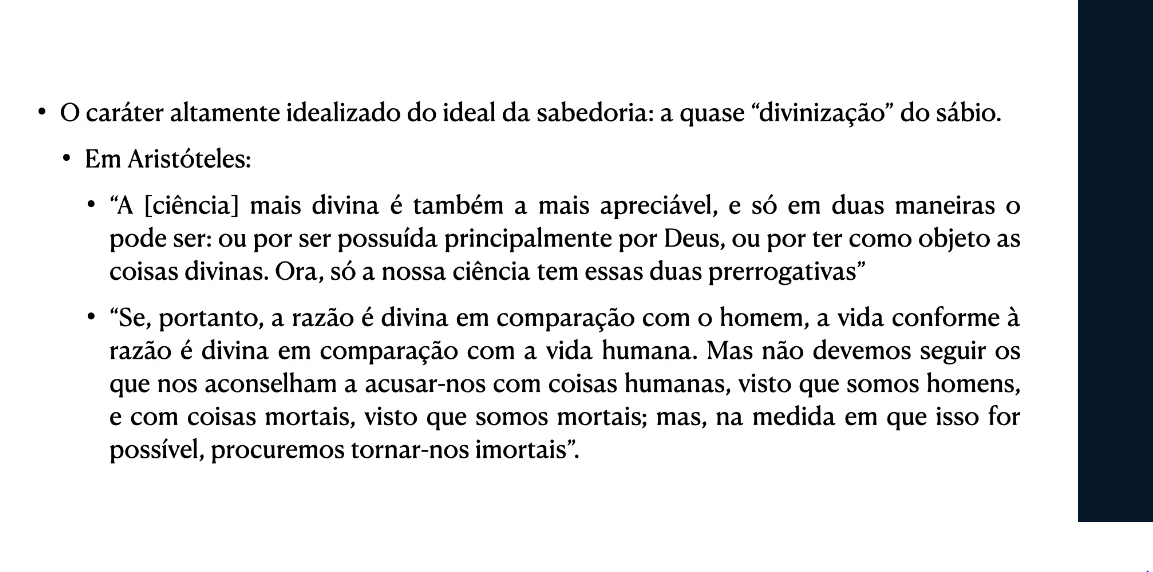 • O caráter altamente idealizado do ideal da sabedoria: a quase “divinização” do sábio.
• Em Aristóteles:
• “A [ciência] mais divina é também a mais apreciável, e só em duas maneiras o
pode ser: ou por ser possuída principalmente por Deus, ou por ter como objeto as
coisas divinas. Ora, só a nossa ciência tem essas duas prerrogativas”
• “Se, portanto, a razão é divina em comparação com o homem, a vida conforme à
razão é divina em comparação com a vida humana. Mas não devemos seguir os
que nos aconselham a acusar-nos com coisas humanas, visto que somos homens,
e com coisas mortais, visto que somos mortais; mas, na medida em que isso for
possível, procuremos tornar-nos imortais”.